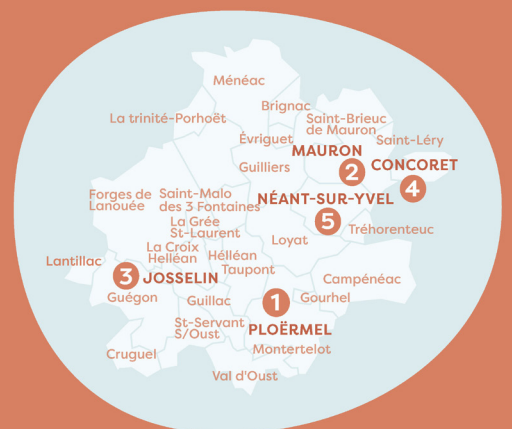 Ménéac
Brignac
La trinité-Porhoët
Saint-Brieuc
de Mauron
Évriguet
Saint-Léry
MAURON
2
CONCORET
4
Guilliers
Forges de
Lanouée
Saint-Malo
des 3 Fontaines
NÉANT-SUR-YVEL
5
La Grée
St-Laurent
Tréhorenteuc
Loyat
La Croix
Helléan
Hélléan
Lantillac
Taupont
3 JOSSELIN
Campénéac
Guégon
Guillac
1
Gourhel
St-Servant
S/Oust
PLOËRMEL
Cruguel
Montertelot
Val d'Oust